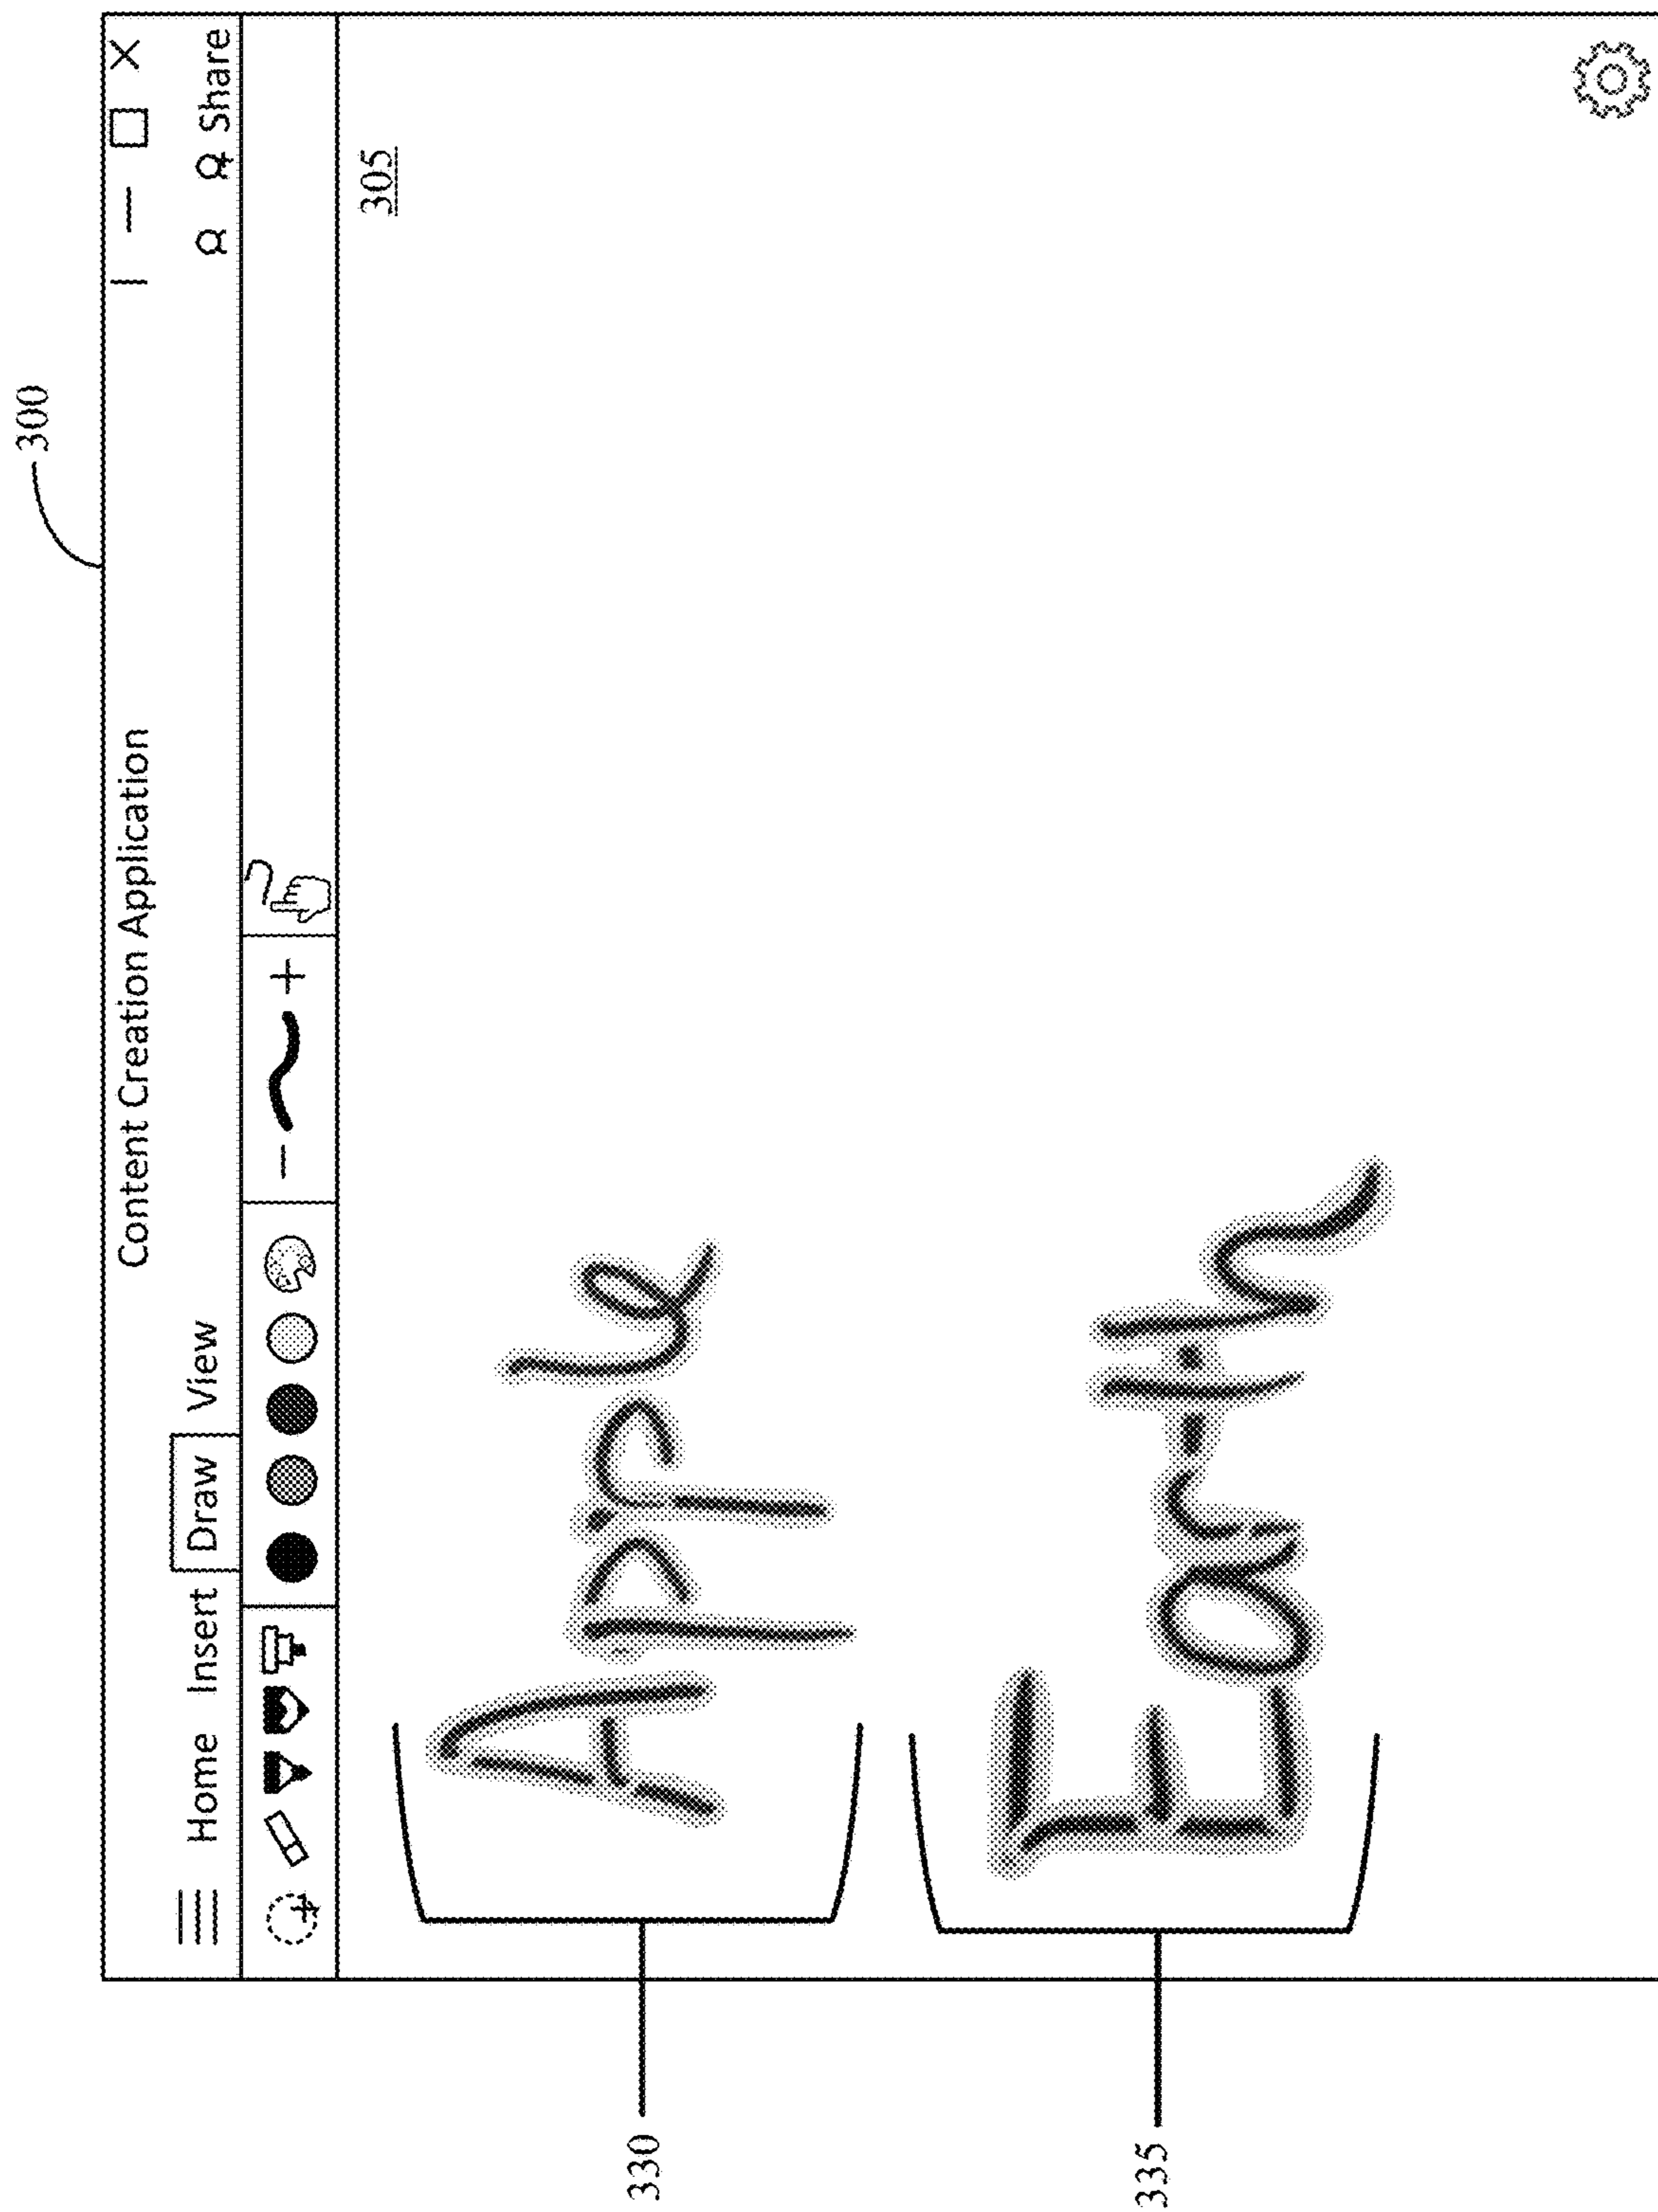 300
Content Creation Application
Home Insert Draw View Share
305
330
Apple
335
Earth